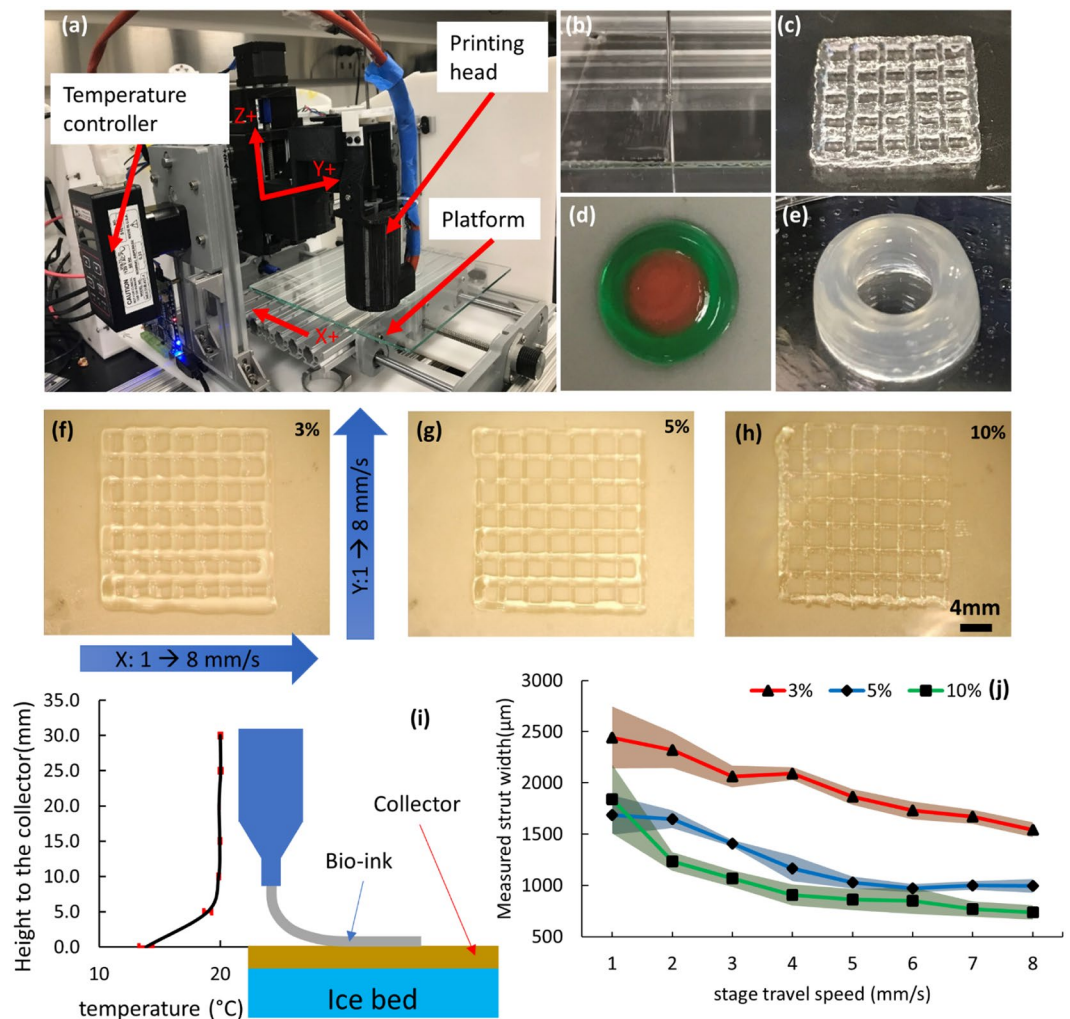 (a)
Printing
head
Temperature
controller
Z+
Y+
Platform
X+
CAUTION
(b)
(c)
(d)
(e)
(f)
3%
(g)
5%
(h)
10%
4mm
Y:1 → 8 mm/s
X: 1 → 8 mm/s
(i)
Height to the collector(mm)
35.0
30.0
25.0
20.0
15.0
10.0
5.0
0.0
10
20
temperature (°C)
Collector
Bio-ink
Ice bed
(j)
3%
5%
10%
Measured strut width(μm)
3000
2500
2000
1500
1000
500
1 2 3 4 5 6 7 8
stage travel speed (mm/s)